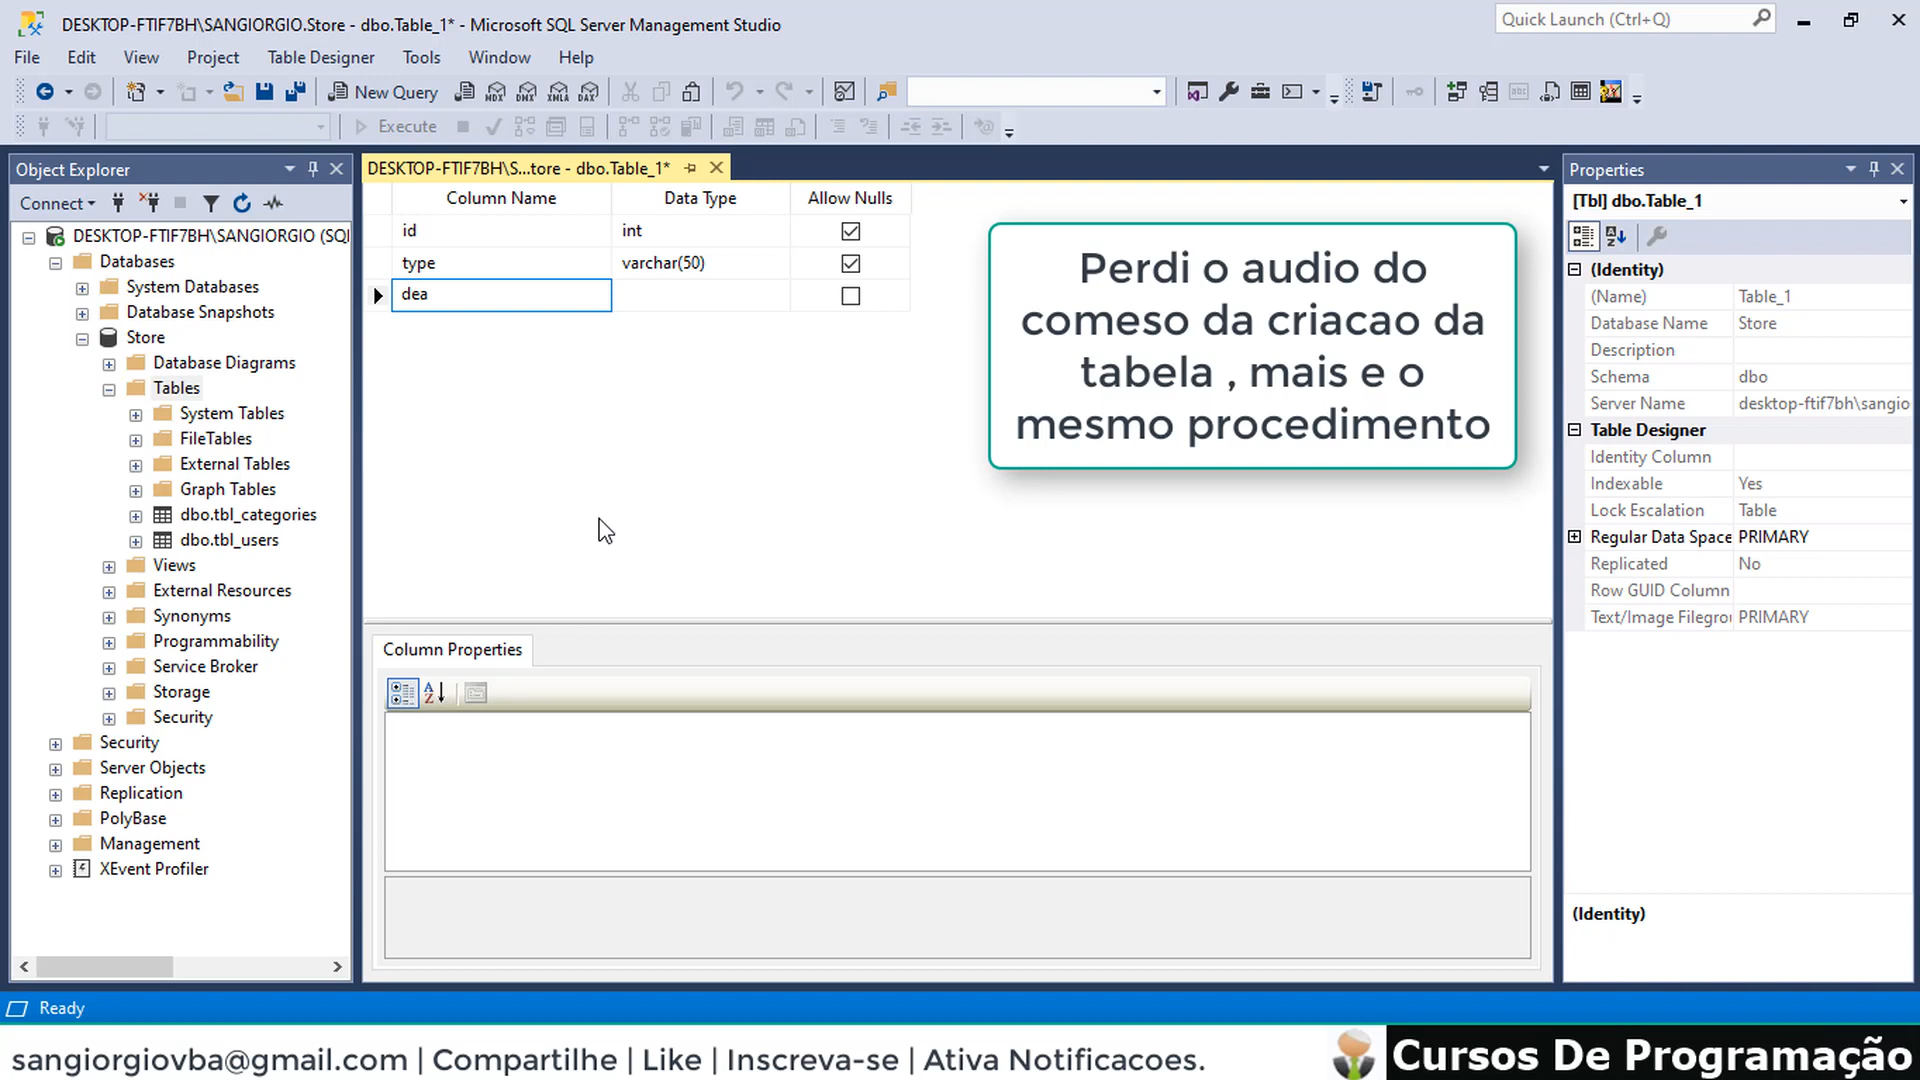 DESKTOP-FTIF7BH\SANGIORGIO.Store - dbo.Table_1* - Microsoft SQL Server Management Studio
Quick Launch (Ctrl+Q)
File Edit View Project Table Designer Tools Window Help
New Query
MDX DMX XMLA DAX
Execute
Object Explorer
Connect
DESKTOP-FTIF7BH\SANGIORGIO (SQL
Databases
System Databases
Database Snapshots
Store
Database Diagrams
Tables
System Tables
FileTables
External Tables
Graph Tables
dbo.tbl_categories
dbo.tbl_users
Views
External Resources
Synonyms
Programmability
Service Broker
Storage
Security
Security
Server Objects
Replication
PolyBase
Management
XEvent Profiler
DESKTOP-FTIF7BH\S...tore - dbo.Table_1*
Column Name Data Type Allow Nulls
id int
type varchar(50)
dea
Perdi o audio do
comeso da criacao da
tabela , mais e o
mesmo procedimento
Column Properties
Properties
[Tbl] dbo.Table_1
(Identity)
(Name) Table_1
Database Name Store
Description
Schema dbo
Server Name desktop-ftif7bh\sangio
Table Designer
Identity Column
Indexable Yes
Lock Escalation Table
Regular Data Space PRIMARY
Replicated No
Row GUID Column
Text/Image Filegrou PRIMARY
(Identity)
Ready
sangiorgiovba@gmail.com | Compartilhe | Like | Inscreva-se | Ativa Notificacoes.
Cursos De Programação